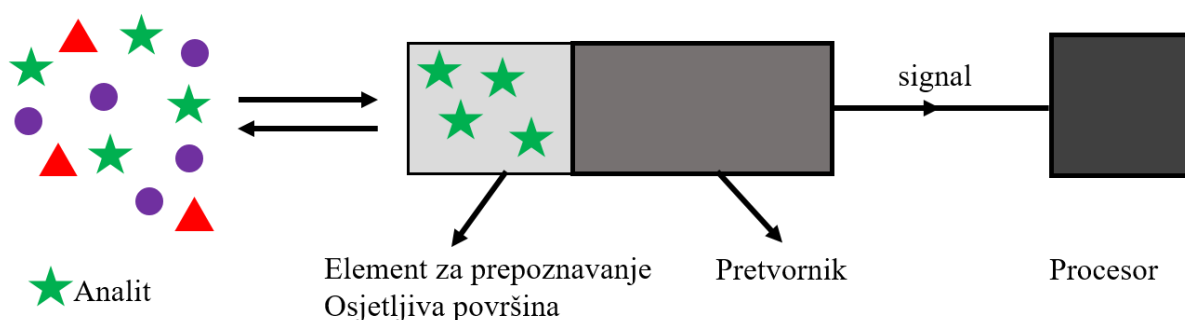 signal
Analit
Element za prepoznavanje
Osjetljiva površina
Pretvornik
Procesor